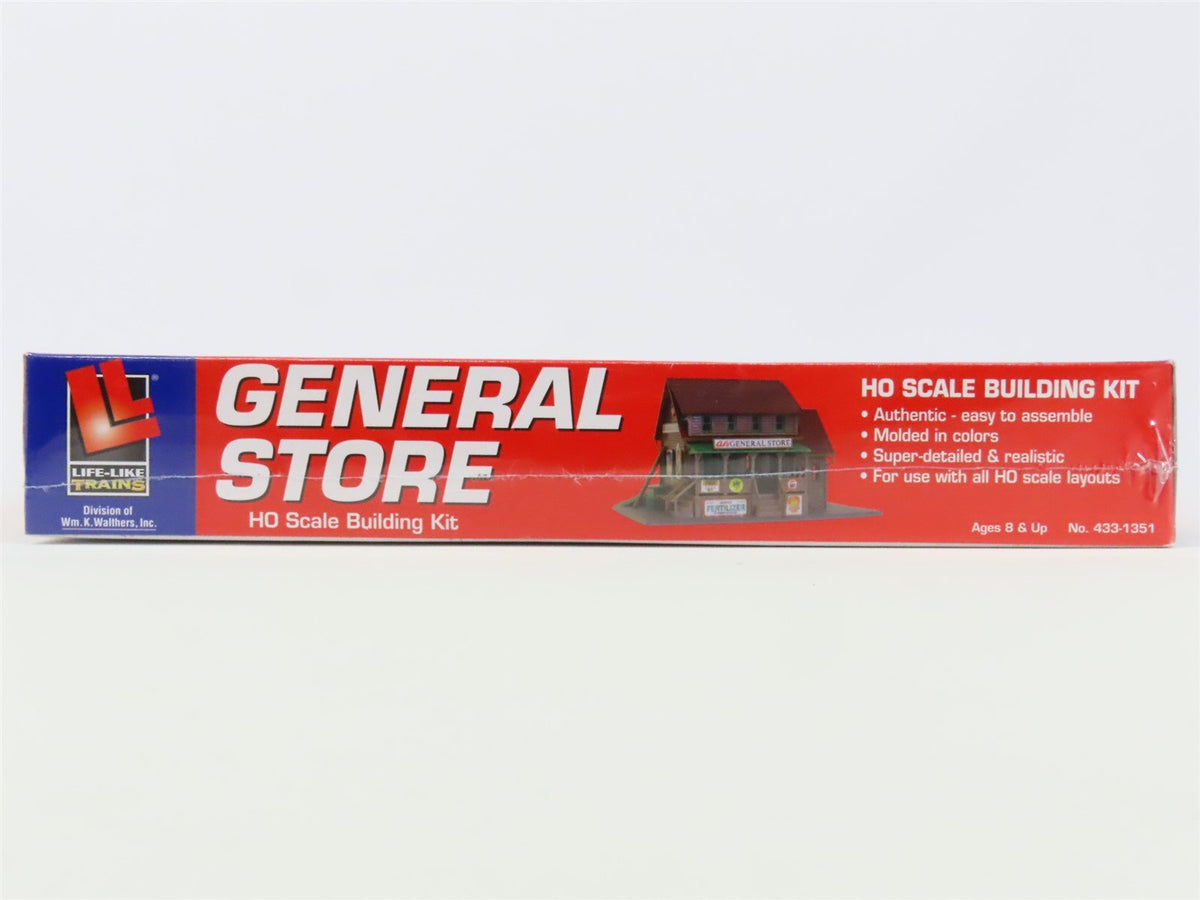 ®
LIFE-LIKE
TRAINS
Division of
Wm. K. Walthers, Inc.
GENERAL
STORE
HO Scale Building Kit
GENERAL STORE
FERTILIZER
HO SCALE BUILDING KIT
• Authentic - easy to assemble
• Molded in colors
• Super-detailed & realistic
• For use with all HO scale layouts
Ages 8 & Up No. 433-1351